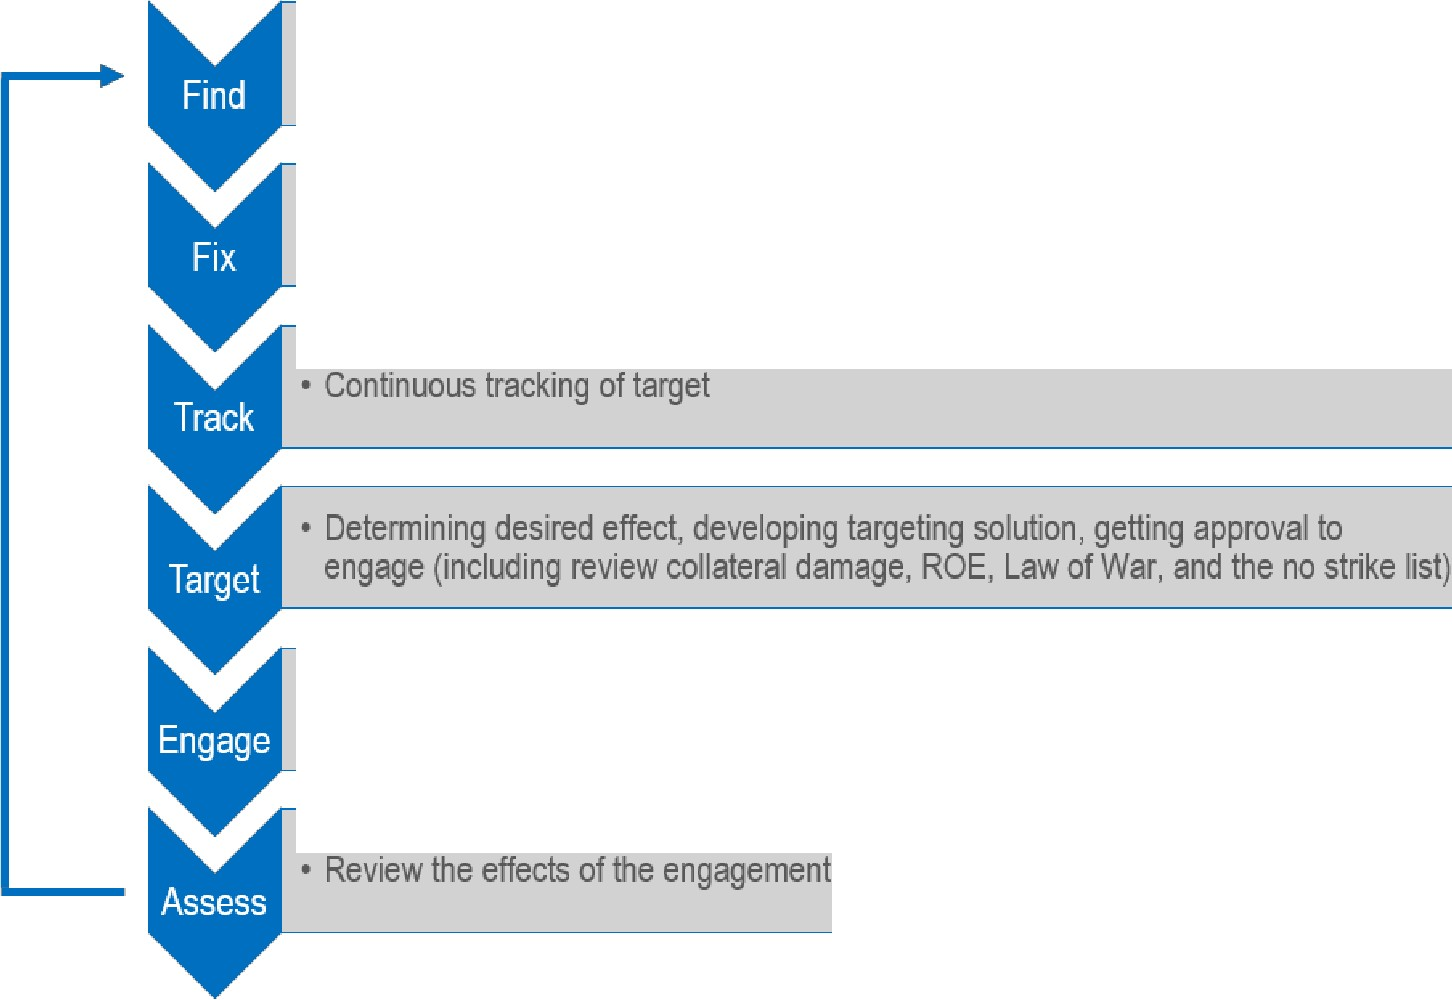 Find
Fix
Track
• Continuous tracking of target
Target
• Determining desired effect, developing targeting solution, getting approval to
engage (including review collateral damage, ROE, Law of War, and the no strike list)
Engage
Assess
• Review the effects of the engagement